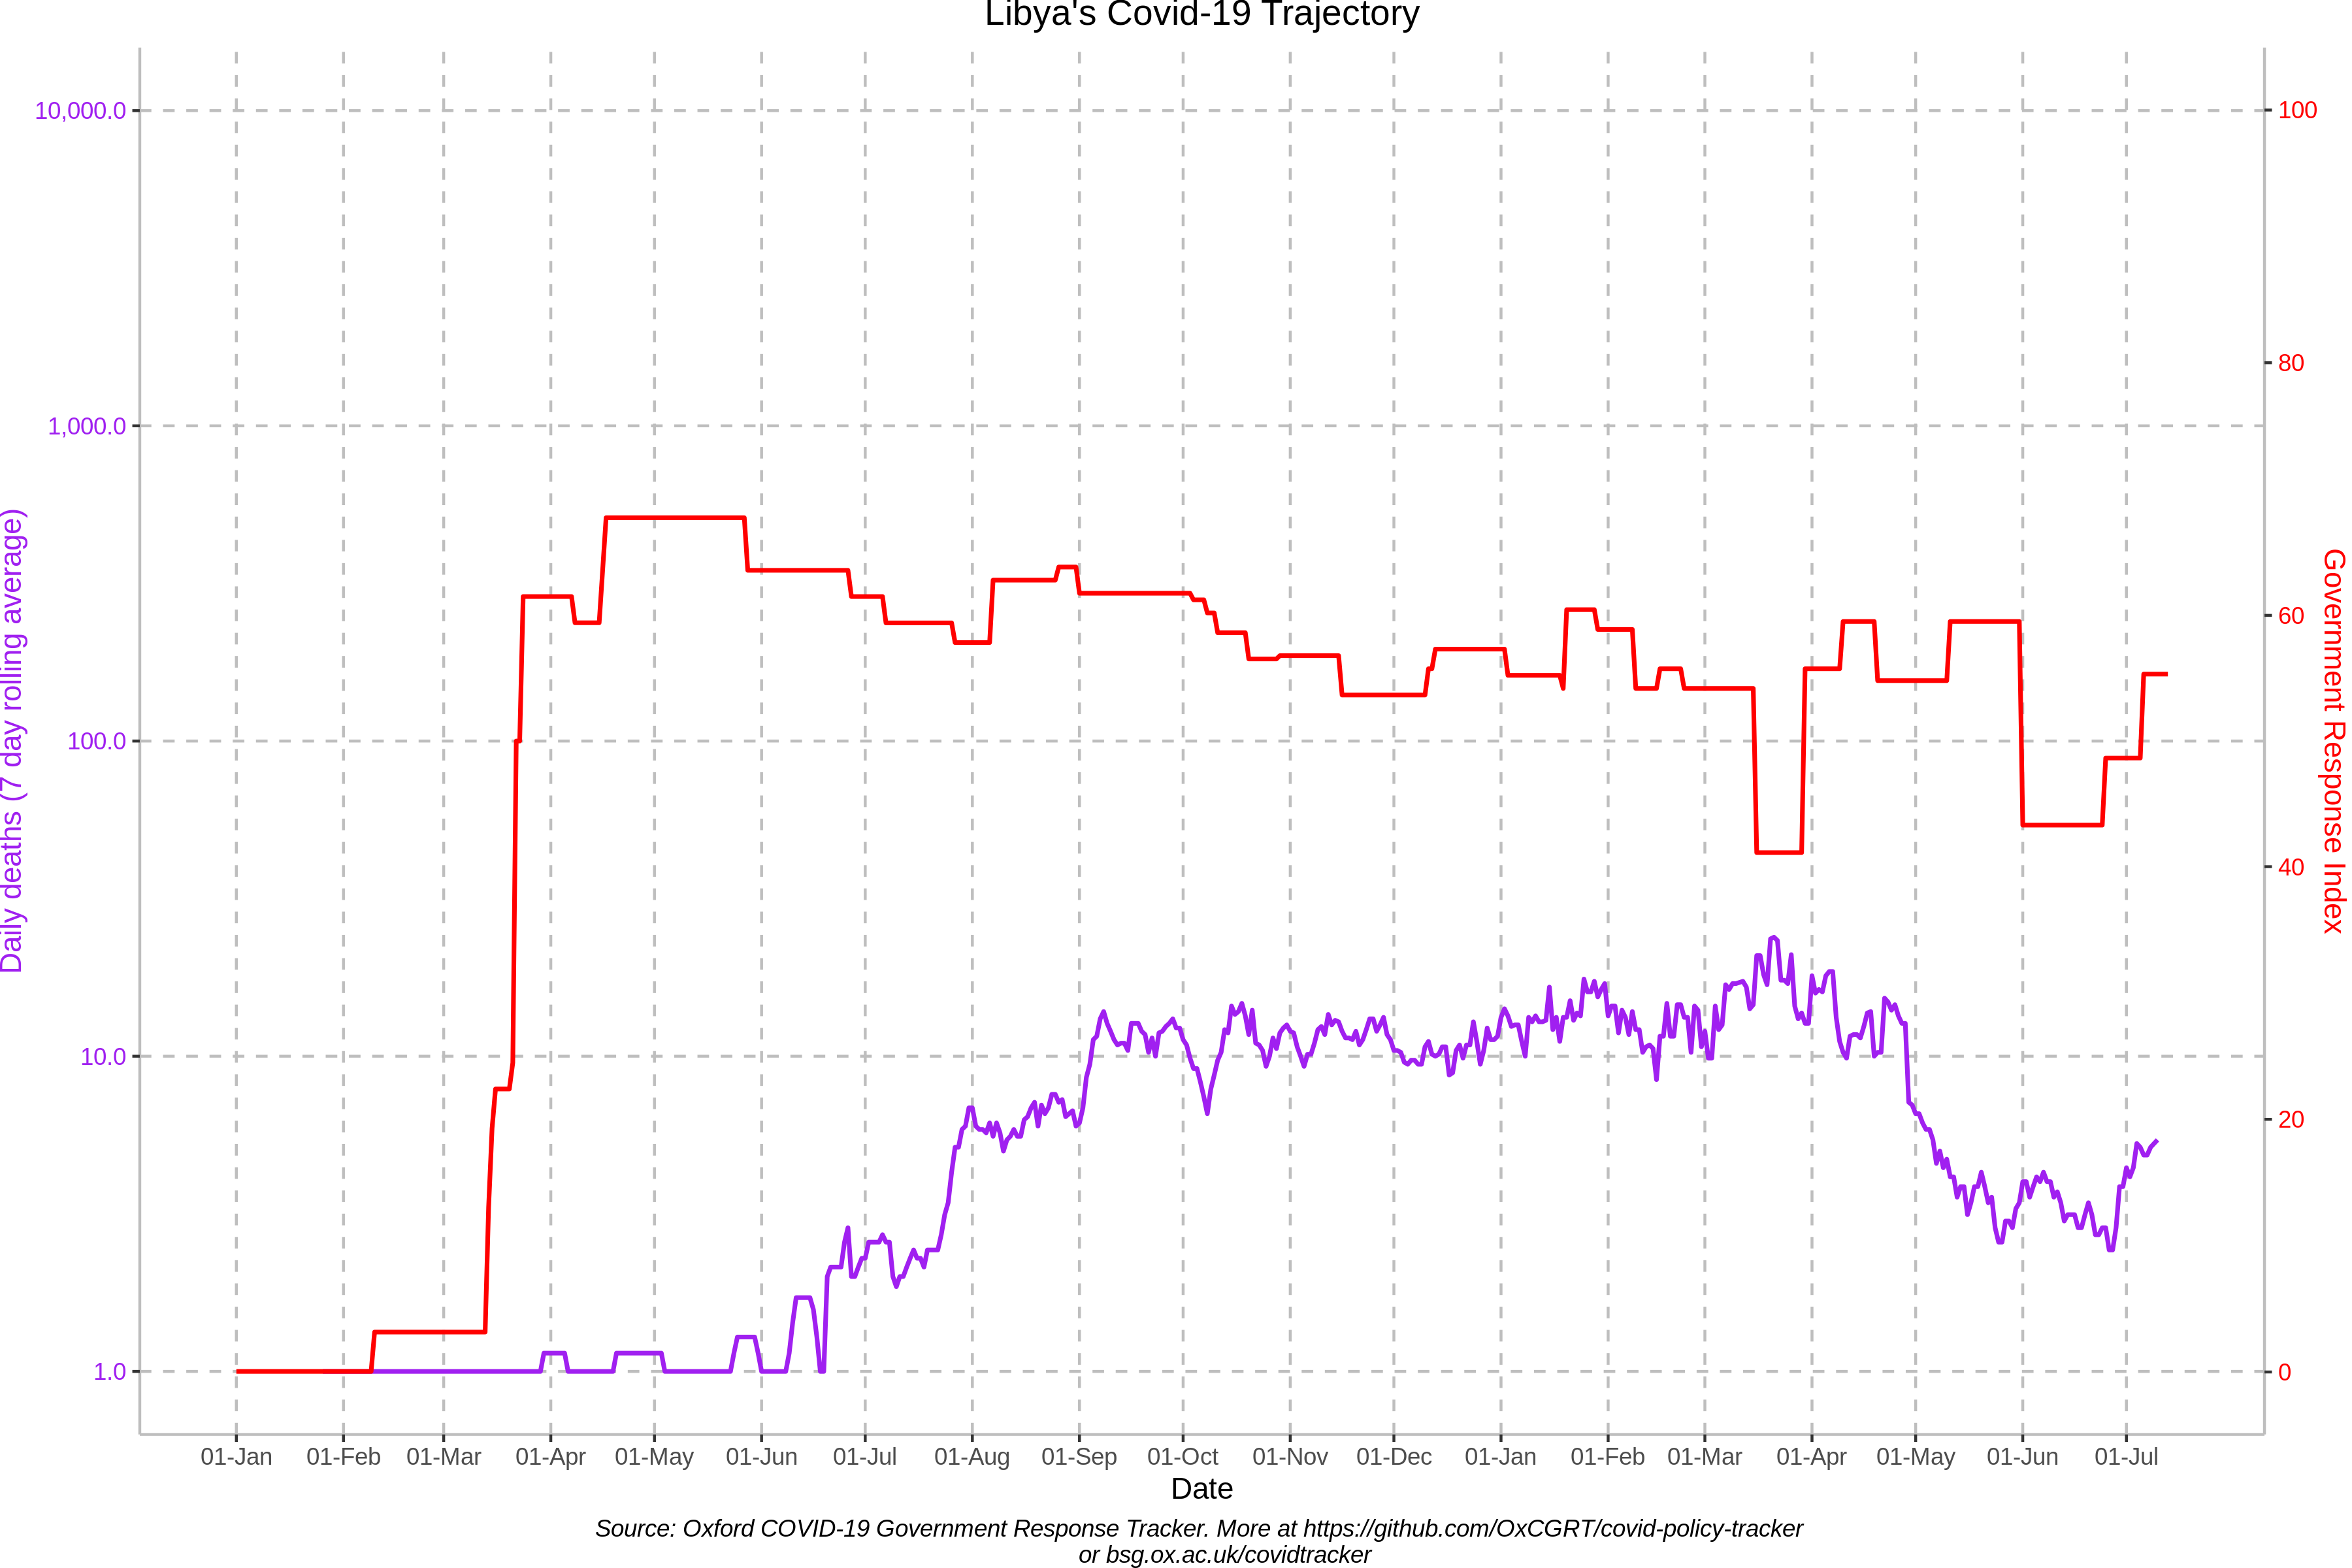 Libya's Covid-19 Trajectory
10,000.0
1,000.0
100.0
10.0
1.0
Daily deaths (7 day rolling average)
100
80
60
40
20
0
Government Response Index
01-Jan 01-Feb 01-Mar 01-Apr 01-May 01-Jun 01-Jul 01-Aug 01-Sep 01-Oct 01-Nov 01-Dec 01-Jan 01-Feb 01-Mar 01-Apr 01-May 01-Jun 01-Jul
Date
Source: Oxford COVID-19 Government Response Tracker. More at https://github.com/OxCGRT/covid-policy-tracker
or bsg.ox.ac.uk/covidtracker